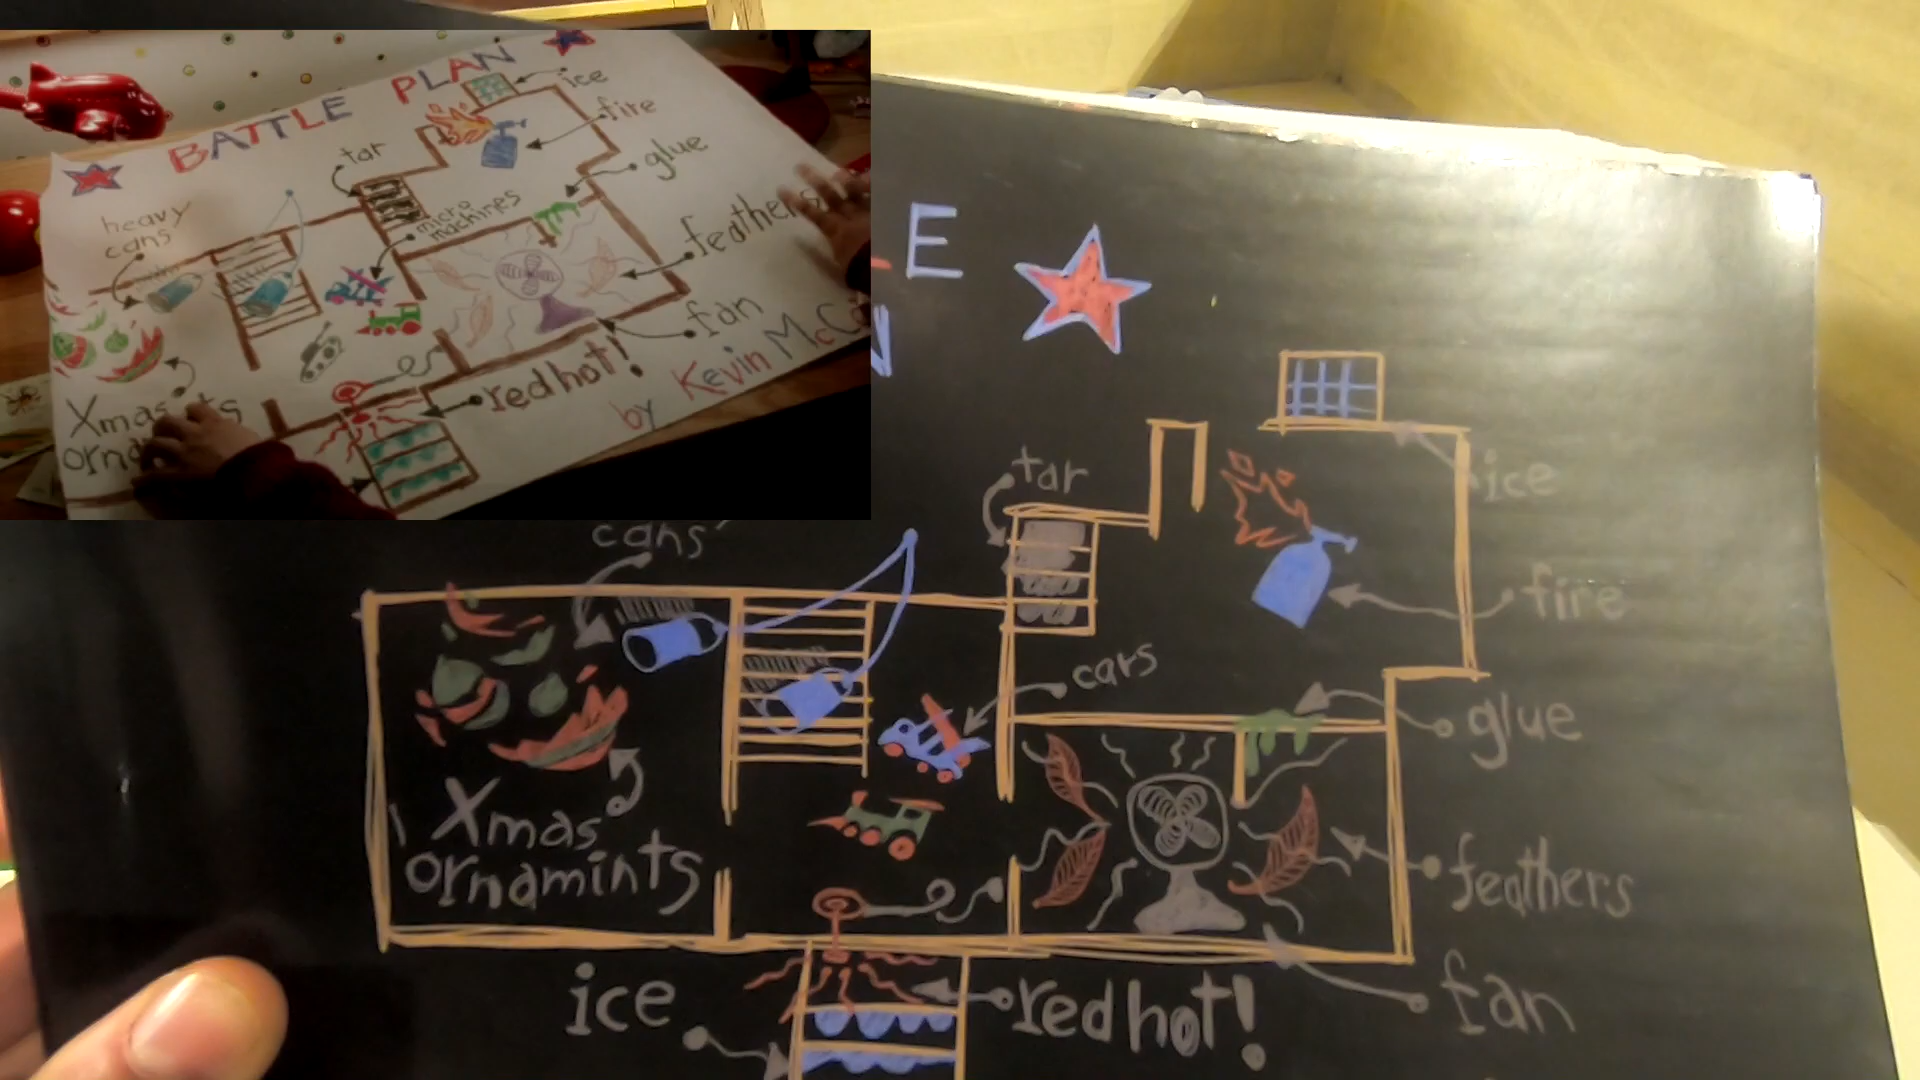 BATTLE PLAN
ice
fire
tar
glue
heavy
cans
micro
machines
feathers
fan
red hot!
Xmas
by Kevin McC
E
N
tar
ice
cans
fire
cars
glue
Xmas
ornamints
feathers
ice
red hot!
fan